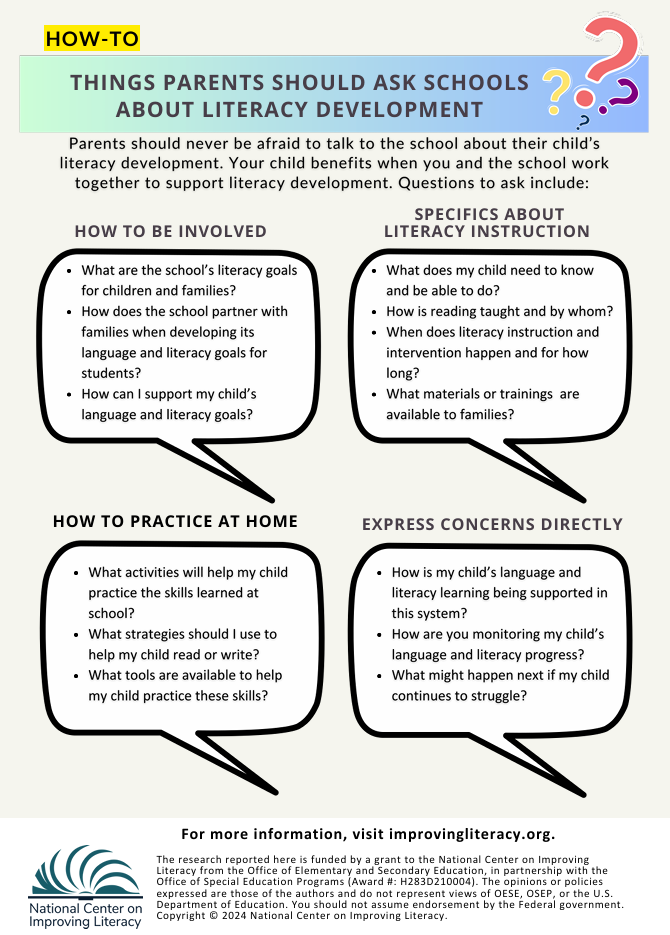 HOW-TO
THINGS PARENTS SHOULD ASK SCHOOLS
ABOUT LITERACY DEVELOPMENT
Parents should never be afraid to talk to the school about their child's
literacy development. Your child benefits when you and the school work
together to support literacy development. Questions to ask include:
HOW TO BE INVOLVED
• What are the school's literacy goals
for children and families?
• How does the school partner with
families when developing its
language and literacy goals for
students?
• How can I support my child's
language and literacy goals?
SPECIFICS ABOUT
LITERACY INSTRUCTION
• What does my child need to know
and be able to do?
• How is reading taught and by whom?
• When does literacy instruction and
intervention happen and for how
long?
• What materials or trainings are
available to families?
HOW TO PRACTICE AT HOME
• What activities will help my child
practice the skills learned at
school?
• What strategies should I use to
help my child read or write?
• What tools are available to help
my child practice these skills?
EXPRESS CONCERNS DIRECTLY
• How is my child's language and
literacy learning being supported in
this system?
• How are you monitoring my child's
language and literacy progress?
• What might happen next if my child
continues to struggle?
For more information, visit improvingliteracy.org.
National Center on
Improving Literacy
The research reported here is funded by a grant to the National Center on Improving
Literacy from the Office of Elementary and Secondary Education, in partnership with the
Office of Special Education Programs (Award #: H283D210004). The opinions or policies
expressed are those of the authors and do not represent views of OESE, OSEP, or the U.S.
Department of Education. You should not assume endorsement by the Federal government.
Copyright © 2024 National Center on Improving Literacy.